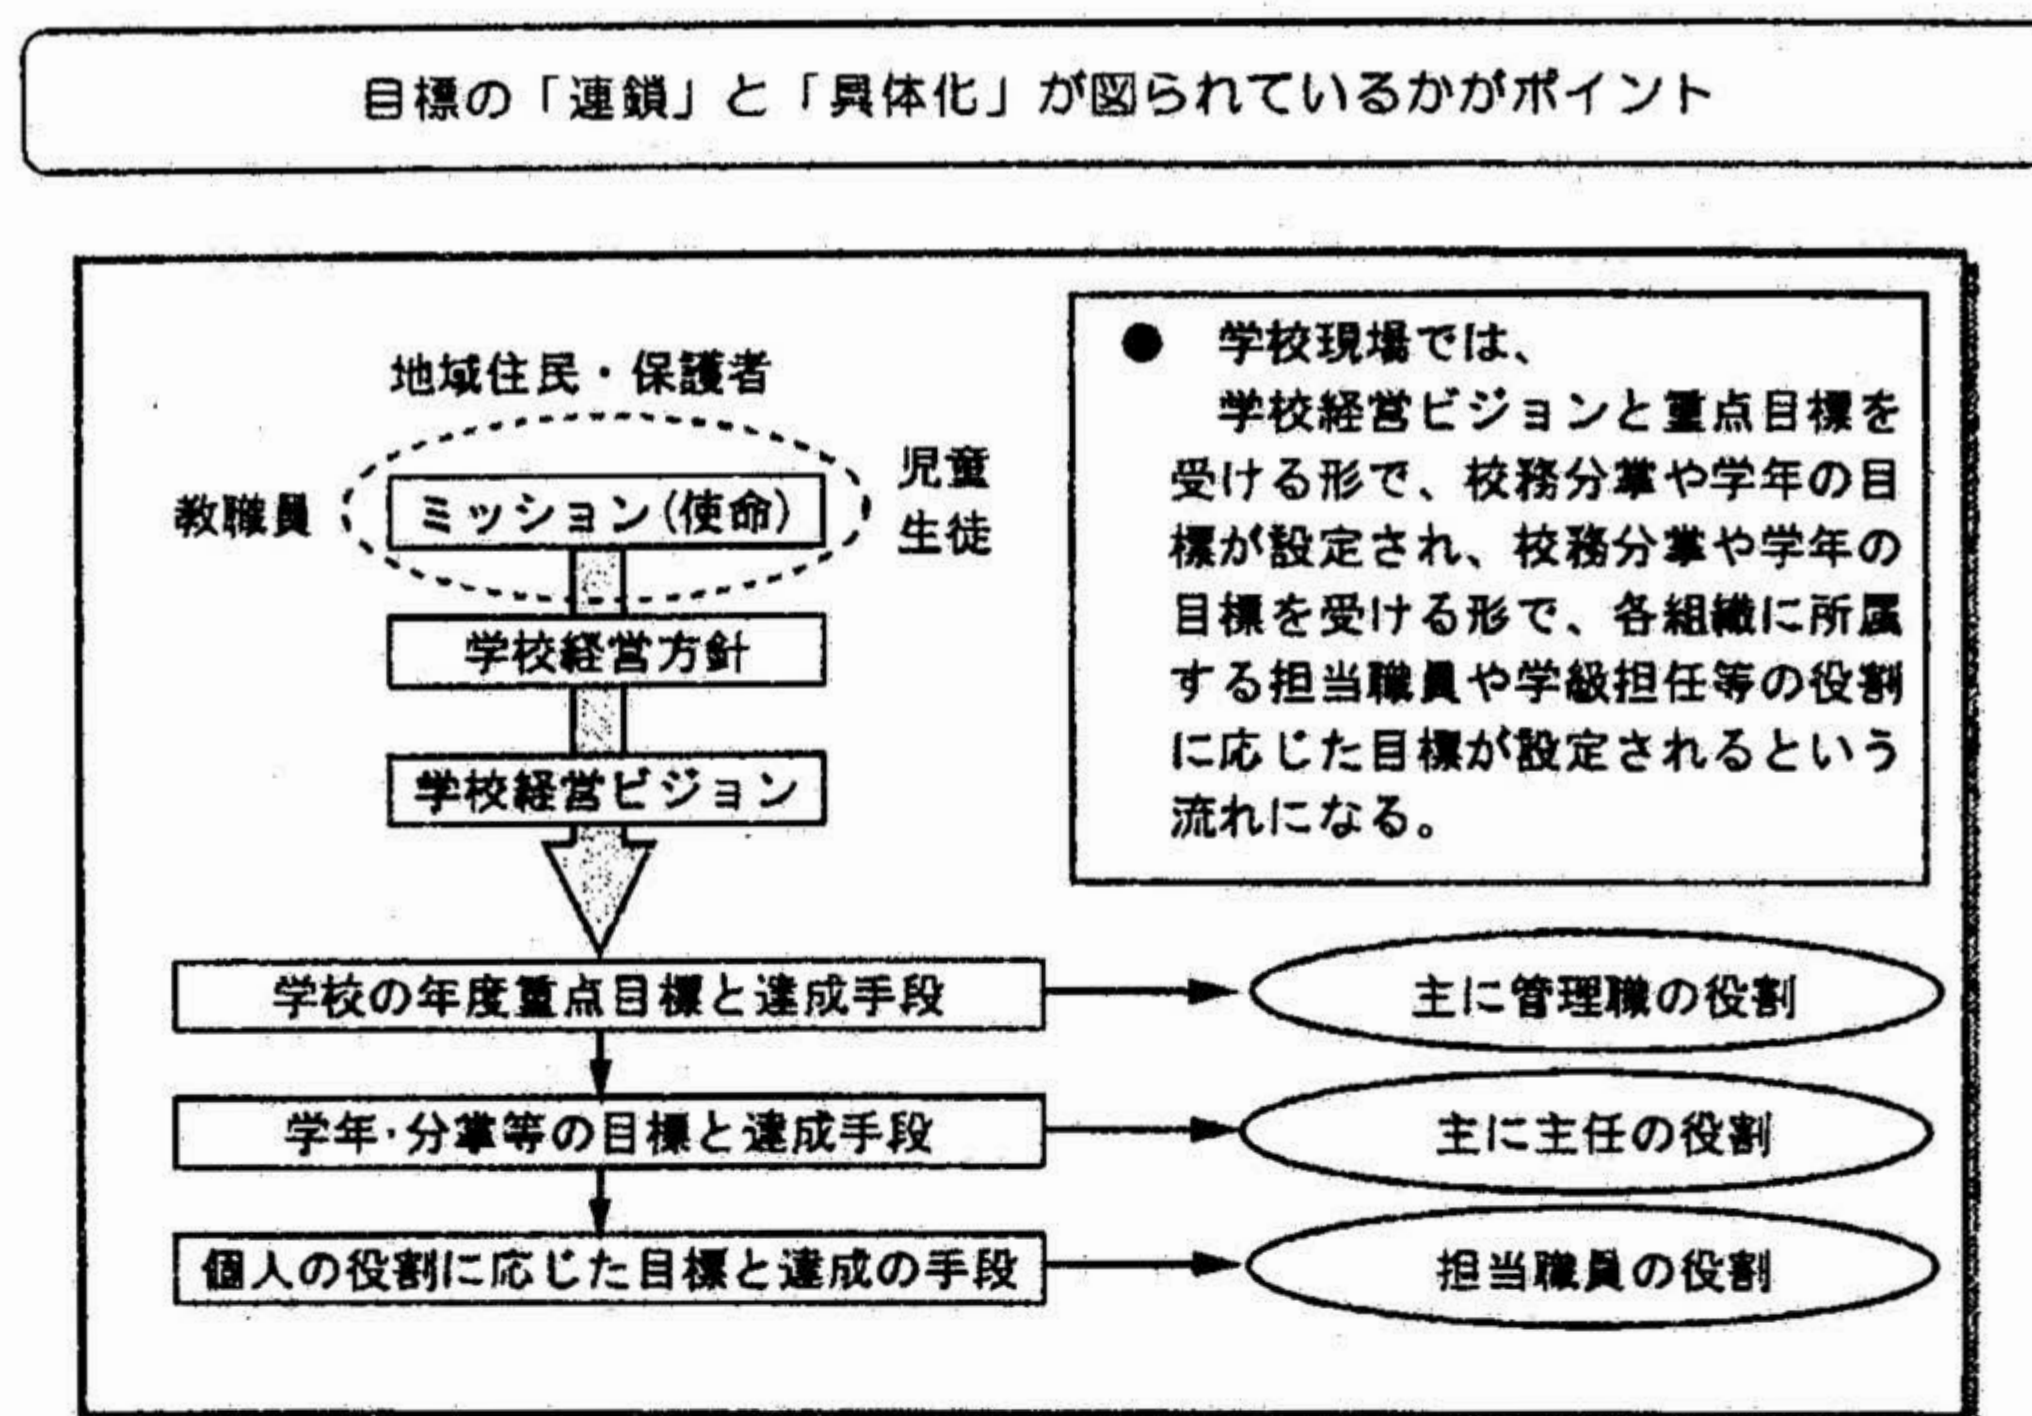 目標の「連鎖」と「具体化」が図られているかがポイント
地域住民・保護者
教職員
ミッション(使命)
児童
生徒
学校経営方針
学校経営ビジョン
● 学校現場では、
学校経営ビジョンと重点目標を
受ける形で、校務分掌や学年の目
標が設定され、校務分掌や学年の
目標を受ける形で、各組織に所属
する担当職員や学級担任等の役割
に応じた目標が設定されるという
流れになる。
学校の年度重点目標と達成手段
主に管理職の役割
学年・分掌等の目標と達成手段
主に主任の役割
個人の役割に応じた目標と達成の手段
担当職員の役割